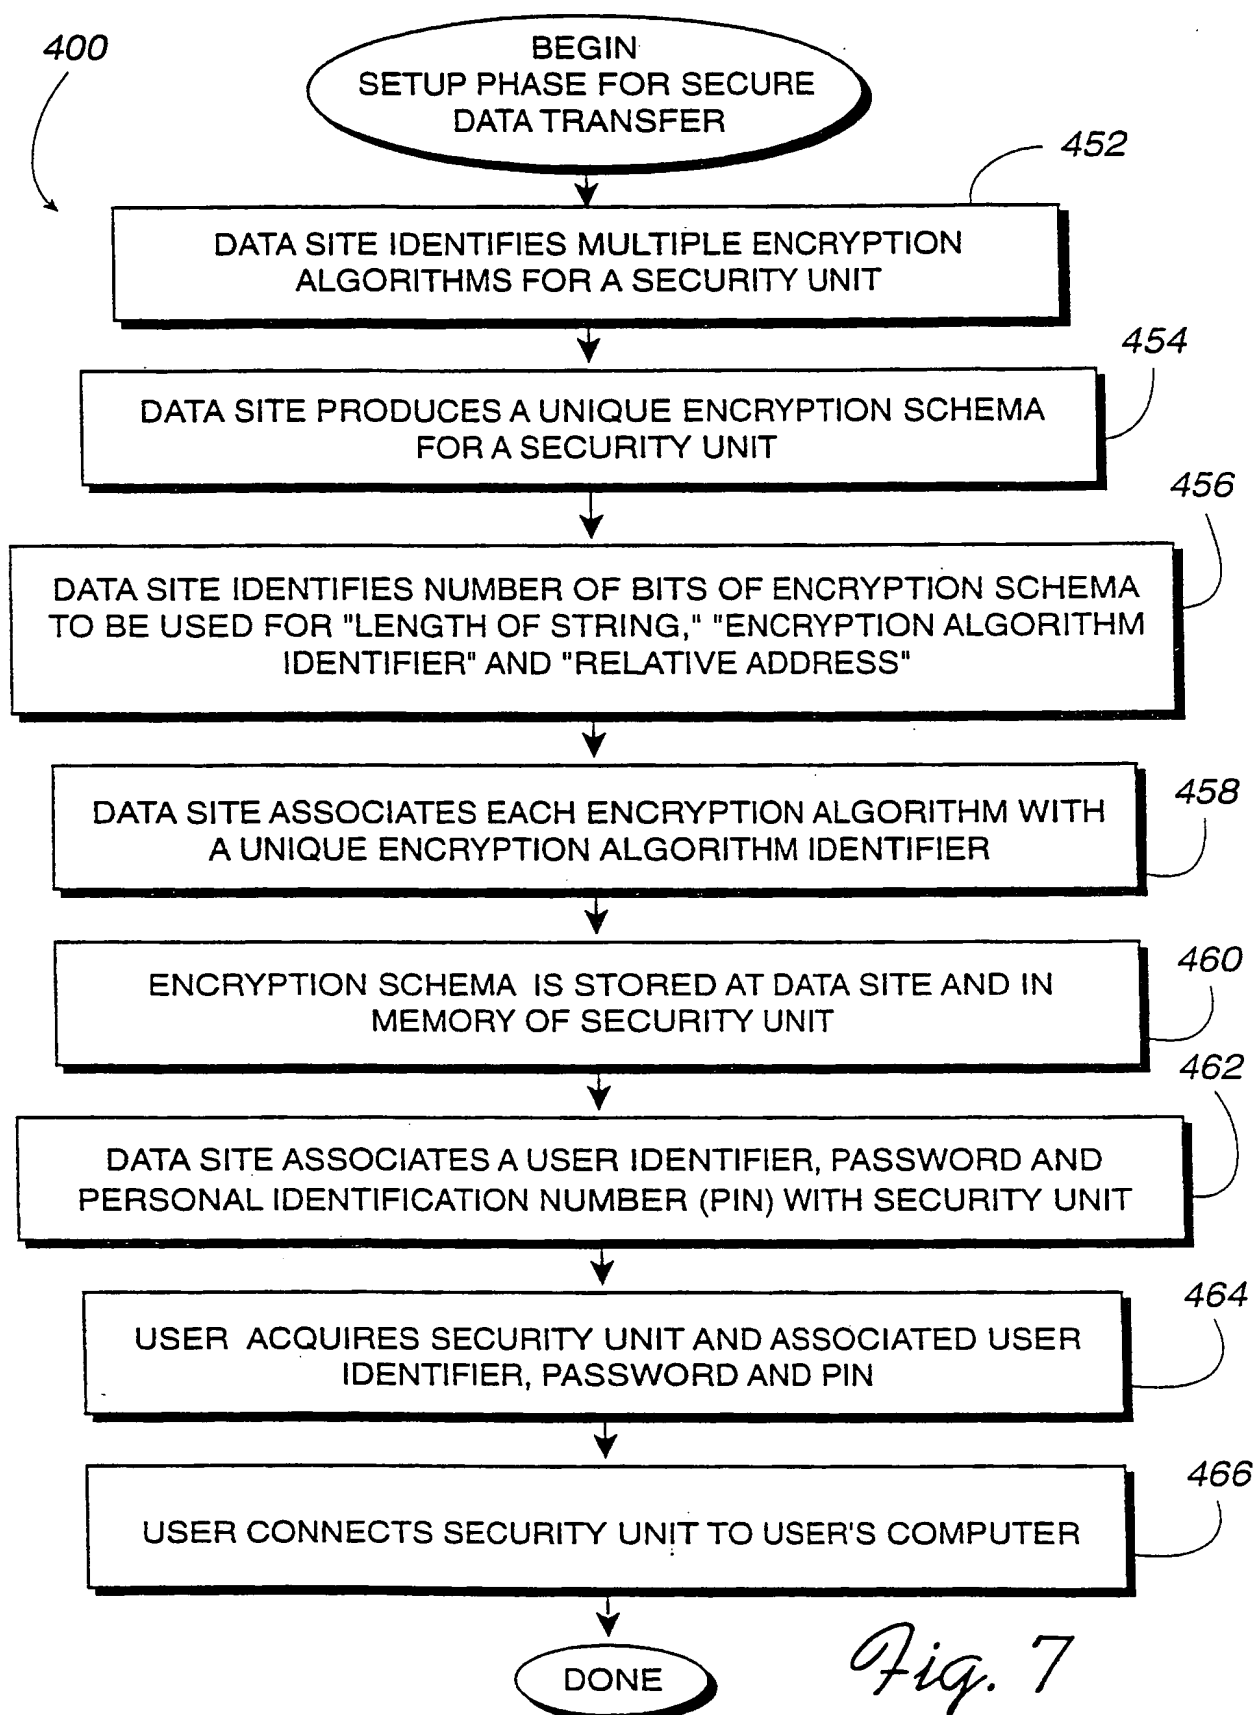 400
BEGIN
SETUP PHASE FOR SECURE
DATA TRANSFER
452
DATA SITE IDENTIFIES MULTIPLE ENCRYPTION
ALGORITHMS FOR A SECURITY UNIT
454
DATA SITE PRODUCES A UNIQUE ENCRYPTION SCHEMA
FOR A SECURITY UNIT
456
DATA SITE IDENTIFIES NUMBER OF BITS OF ENCRYPTION SCHEMA
TO BE USED FOR "LENGTH OF STRING," "ENCRYPTION ALGORITHM
IDENTIFIER" AND "RELATIVE ADDRESS"
458
DATA SITE ASSOCIATES EACH ENCRYPTION ALGORITHM WITH
A UNIQUE ENCRYPTION ALGORITHM IDENTIFIER
460
ENCRYPTION SCHEMA IS STORED AT DATA SITE AND IN
MEMORY OF SECURITY UNIT
462
DATA SITE ASSOCIATES A USER IDENTIFIER, PASSWORD AND
PERSONAL IDENTIFICATION NUMBER (PIN) WITH SECURITY UNIT
464
USER ACQUIRES SECURITY UNIT AND ASSOCIATED USER
IDENTIFIER, PASSWORD AND PIN
466
USER CONNECTS SECURITY UNIT TO USER'S COMPUTER
DONE
Fig. 7